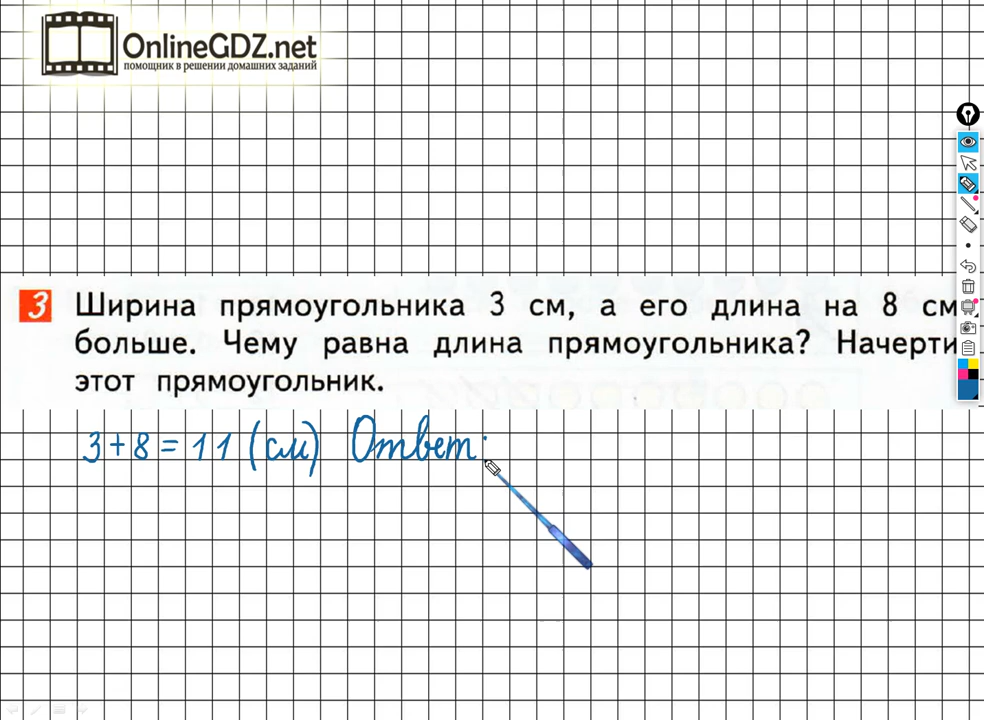 OnlineGDZ.net
помощник в решении домашних заданий
3 Ширина прямоугольника 3 см, а его длина на 8 см
больше. Чему равна длина прямоугольника? Начерти
этот прямоугольник.
3+8=11 (см) Ответ: